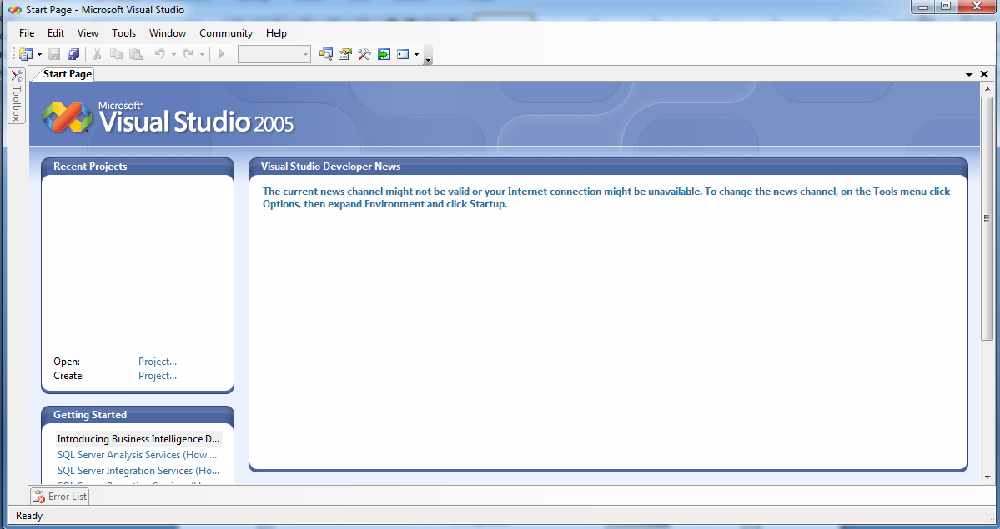 Start Page - Microsoft Visual Studio
File Edit View Tools Window Community Help
Toolbox
Start Page
Microsoft
Visual Studio 2005
Recent Projects
Open: Project...
Create: Project...
Getting Started
Introducing Business Intelligence D...
SQL Server Analysis Services (How ...
SQL Server Integration Services (Ho...
Visual Studio Developer News
The current news channel might not be valid or your Internet connection might be unavailable. To change the news channel, on the Tools menu click
Options, then expand Environment and click Startup.
Error List
Ready